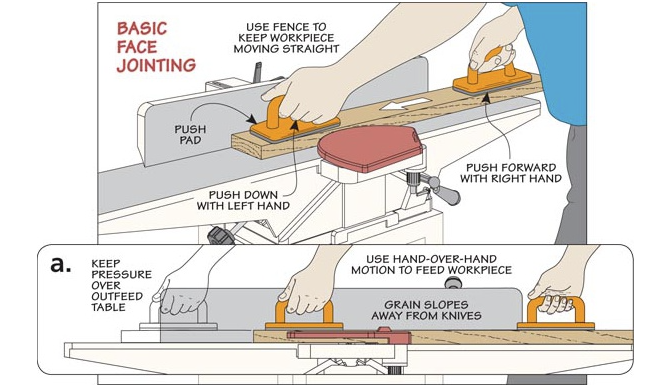 BASIC
FACE
JOINTING
USE FENCE TO
KEEP WORKPIECE
MOVING STRAIGHT
PUSH
PAD
PUSH DOWN
WITH LEFT HAND
PUSH FORWARD
WITH RIGHT HAND
a.
KEEP
PRESSURE
OVER
OUTFEED
TABLE
USE HAND-OVER-HAND
MOTION TO FEED WORKPIECE
GRAIN SLOPES
AWAY FROM KNIVES